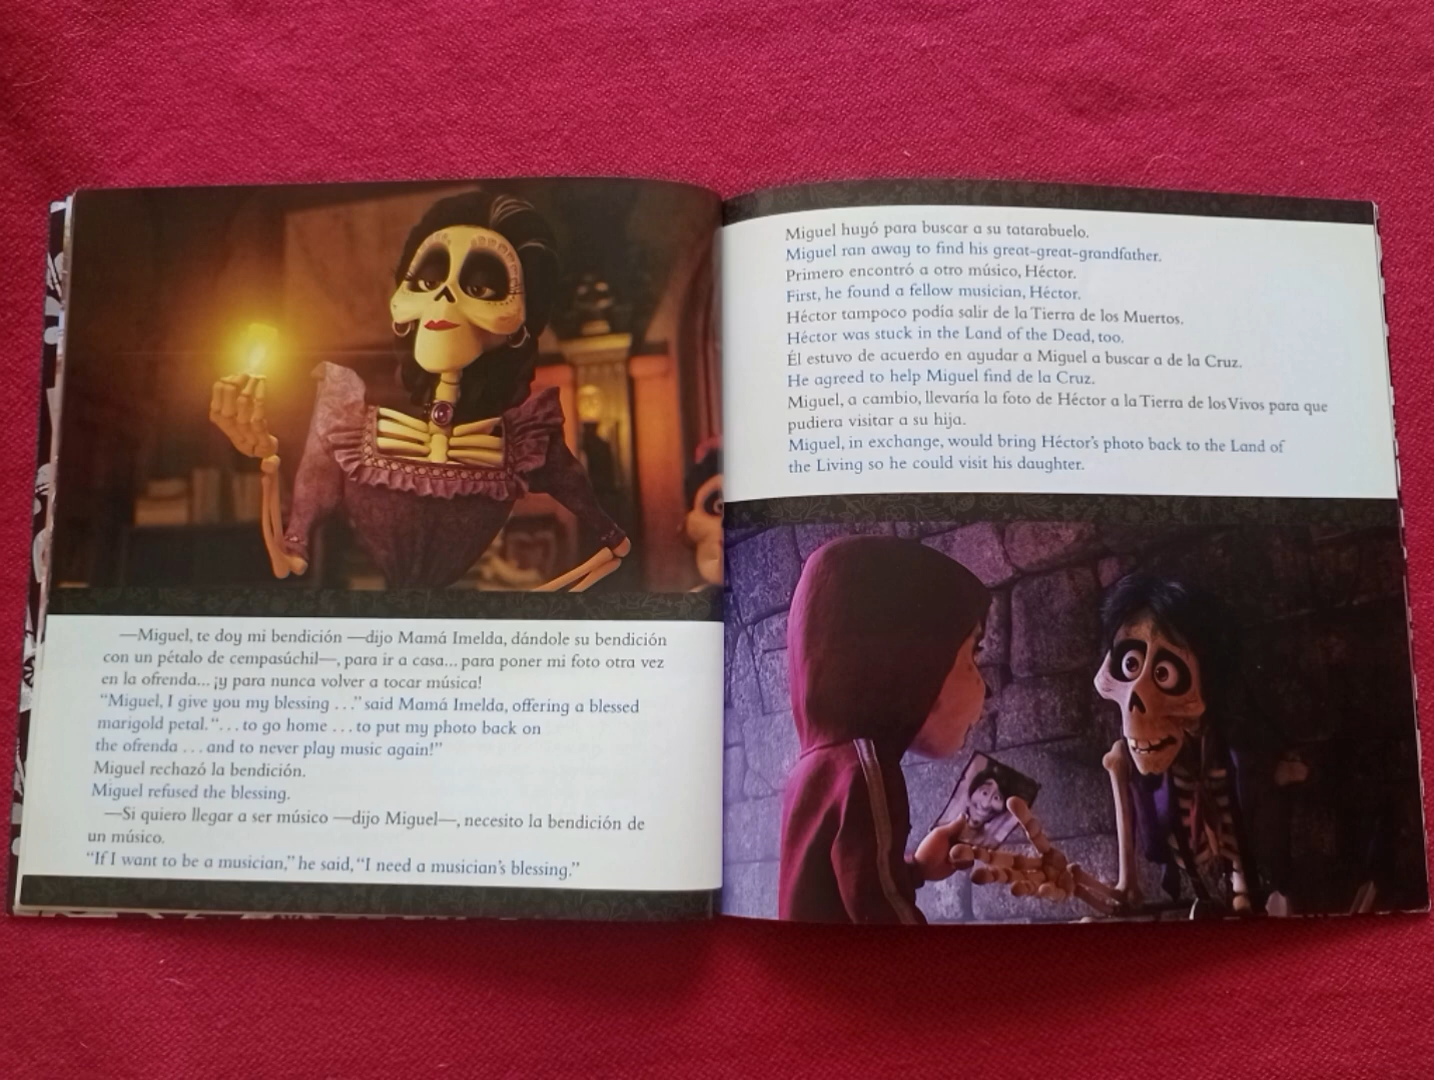 —Miguel, te doy mi bendición —dijo Mamá Imelda, dándole su bendición
con un pétalo de cempasúchil—, para ir a casa... para poner mi foto otra vez
en la ofrenda... ¡y para nunca volver a tocar música!
“Miguel, I give you my blessing . . .” said Mamá Imelda, offering a blessed
marigold petal. “. . . to go home . . . to put my photo back on
the ofrenda . . . and to never play music again!”
Miguel rechazó la bendición.
Miguel refused the blessing.
—Si quiero llegar a ser músico —dijo Miguel—, necesito la bendición de
un músico.
“If I want to be a musician,” he said, “I need a musician’s blessing.”
Miguel huyó para buscar a su tatarabuelo.
Miguel ran away to find his great-great-grandfather.
Primero encontró a otro músico, Héctor.
First, he found a fellow musician, Héctor.
Héctor tampoco podía salir de la Tierra de los Muertos.
Héctor was stuck in the Land of the Dead, too.
Él estuvo de acuerdo en ayudar a Miguel a buscar a de la Cruz.
He agreed to help Miguel find de la Cruz.
Miguel, a cambio, llevaría la foto de Héctor a la Tierra de los Vivos para que
pudiera visitar a su hija.
Miguel, in exchange, would bring Héctor’s photo back to the Land of
the Living so he could visit his daughter.